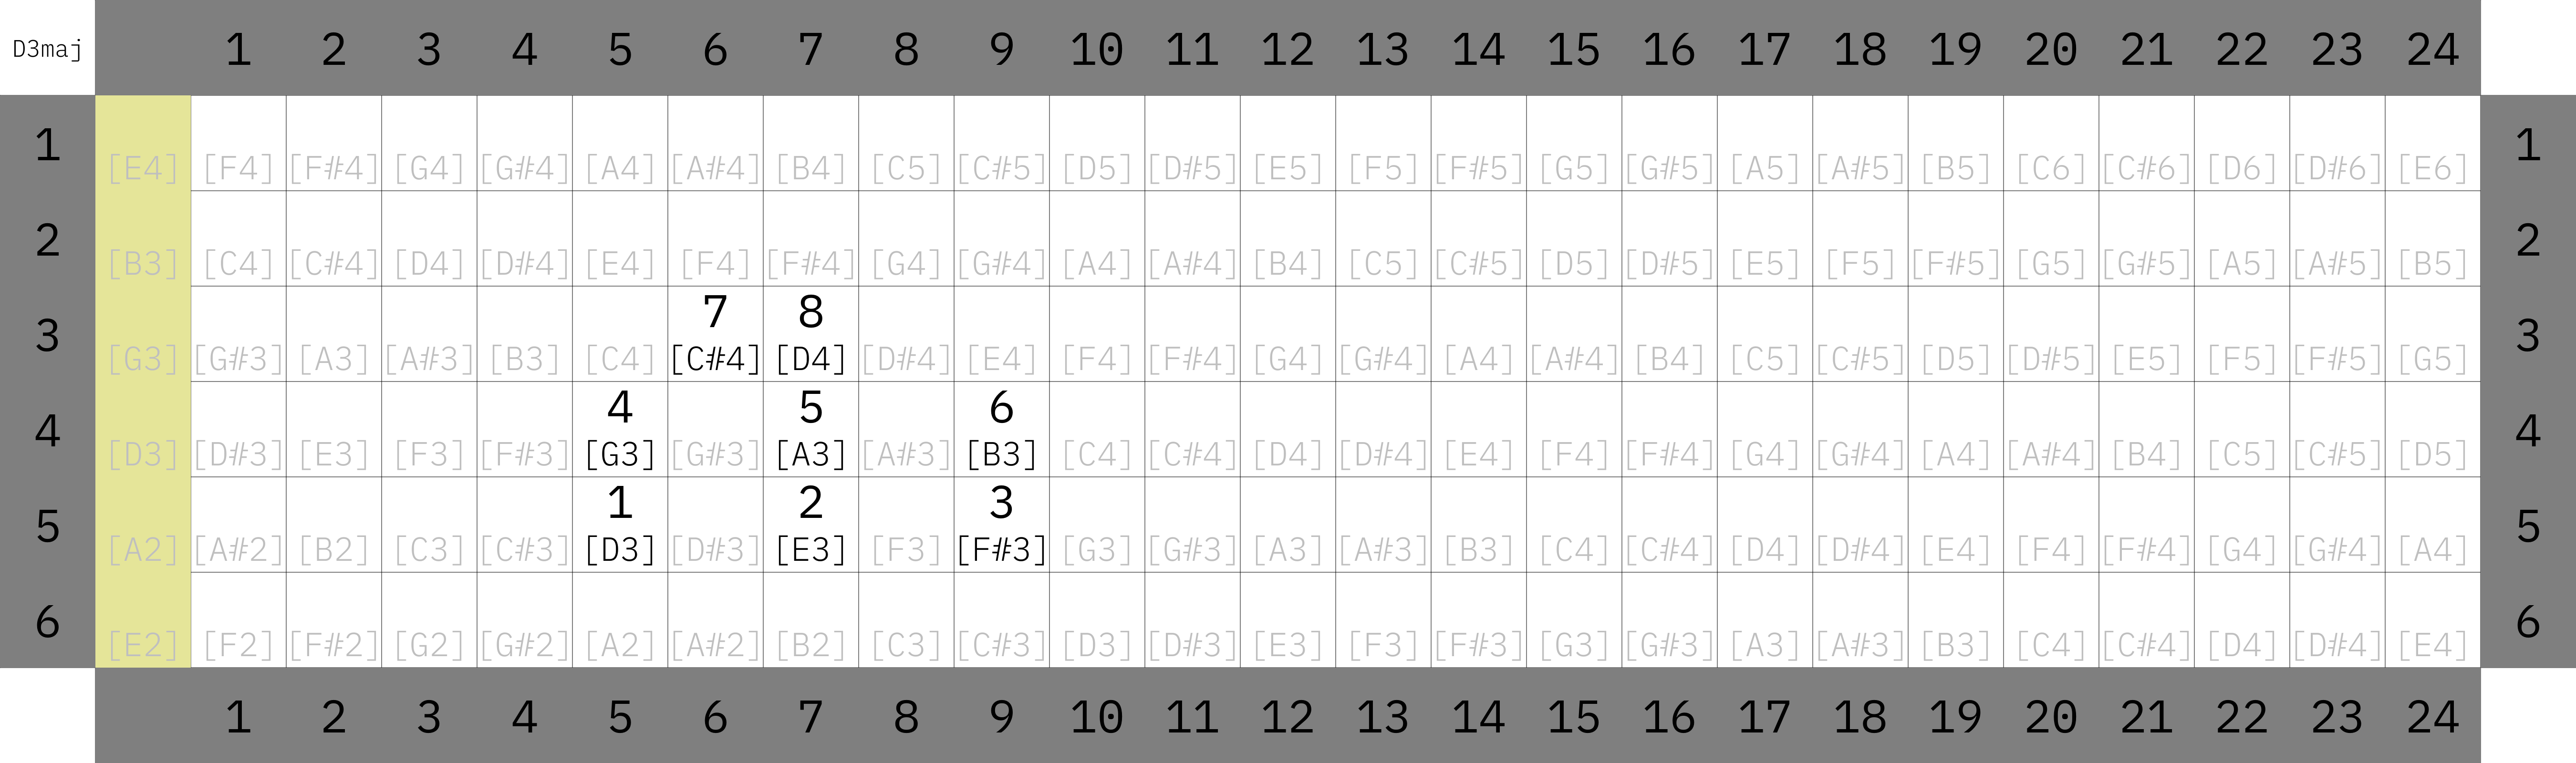 D3maj 1 2 3 4 5 6 7 8 9 10 11 12 13 14 15 16 17 18 19 20 21 22 23 24
1 [E4] [F4] [F#4] [G4] [G#4] [A4] [A#4] [B4] [C5] [C#5] [D5] [D#5] [E5] [F5] [F#5] [G5] [G#5] [A5] [A#5] [B5] [C6] [C#6] [D6] [D#6] [E6] 1
2 [B3] [C4] [C#4] [D4] [D#4] [E4] [F4] [F#4] [G4] [G#4] [A4] [A#4] [B4] [C5] [C#5] [D5] [D#5] [E5] [F5] [F#5] [G5] [G#5] [A5] [A#5] [B5] 2
7 8
3 [G3] [G#3] [A3] [A#3] [B3] [C4] [C#4] [D4] [D#4] [E4] [F4] [F#4] [G4] [G#4] [A4] [A#4] [B4] [C5] [C#5] [D5] [D#5] [E5] [F5] [F#5] [G5] 3
4 5 6
4 [D3] [D#3] [E3] [F3] [F#3] [G3] [G#3] [A3] [A#3] [B3] [C4] [C#4] [D4] [D#4] [E4] [F4] [F#4] [G4] [G#4] [A4] [A#4] [B4] [C5] [C#5] [D5] 4
1 2 3
5 [A2] [A#2] [B2] [C3] [C#3] [D3] [D#3] [E3] [F3] [F#3] [G3] [G#3] [A3] [A#3] [B3] [C4] [C#4] [D4] [D#4] [E4] [F4] [F#4] [G4] [G#4] [A4] 5
6 [E2] [F2] [F#2] [G2] [G#2] [A2] [A#2] [B2] [C3] [C#3] [D3] [D#3] [E3] [F3] [F#3] [G3] [G#3] [A3] [A#3] [B3] [C4] [C#4] [D4] [D#4] [E4] 6
1 2 3 4 5 6 7 8 9 10 11 12 13 14 15 16 17 18 19 20 21 22 23 24